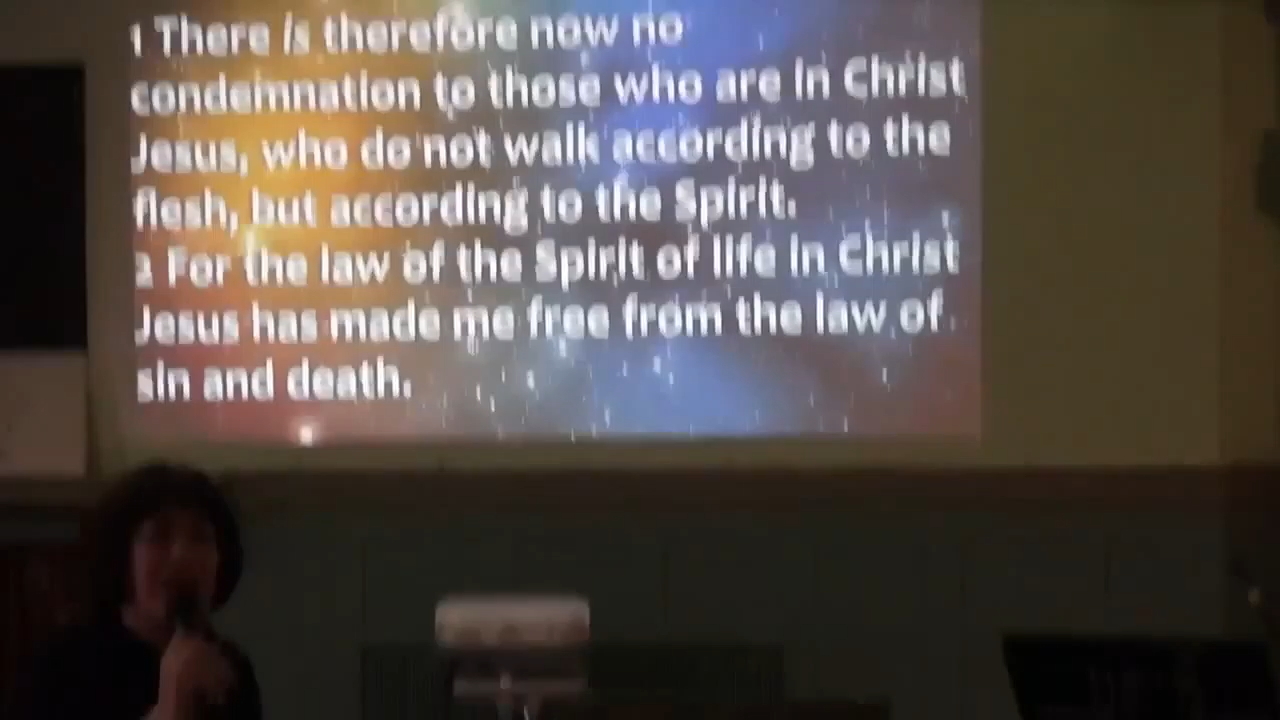 1 There is therefore now no
condemnation to those who are in Christ
Jesus, who do not walk according to the
flesh, but according to the Spirit.
2 For the law of the Spirit of life in Christ
Jesus has made me free from the law of
sin and death.